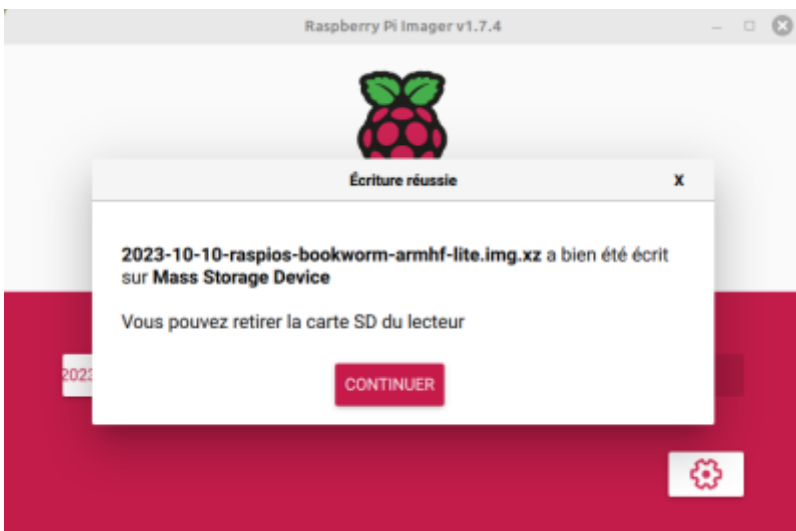 Raspberry Pi Imager v1.7.4
Écriture réussie
X
2023-10-10-raspios-bookworm-armhf-lite.img.xz a bien été écrit
sur Mass Storage Device
Vous pouvez retirer la carte SD du lecteur
2023
CONTINUER